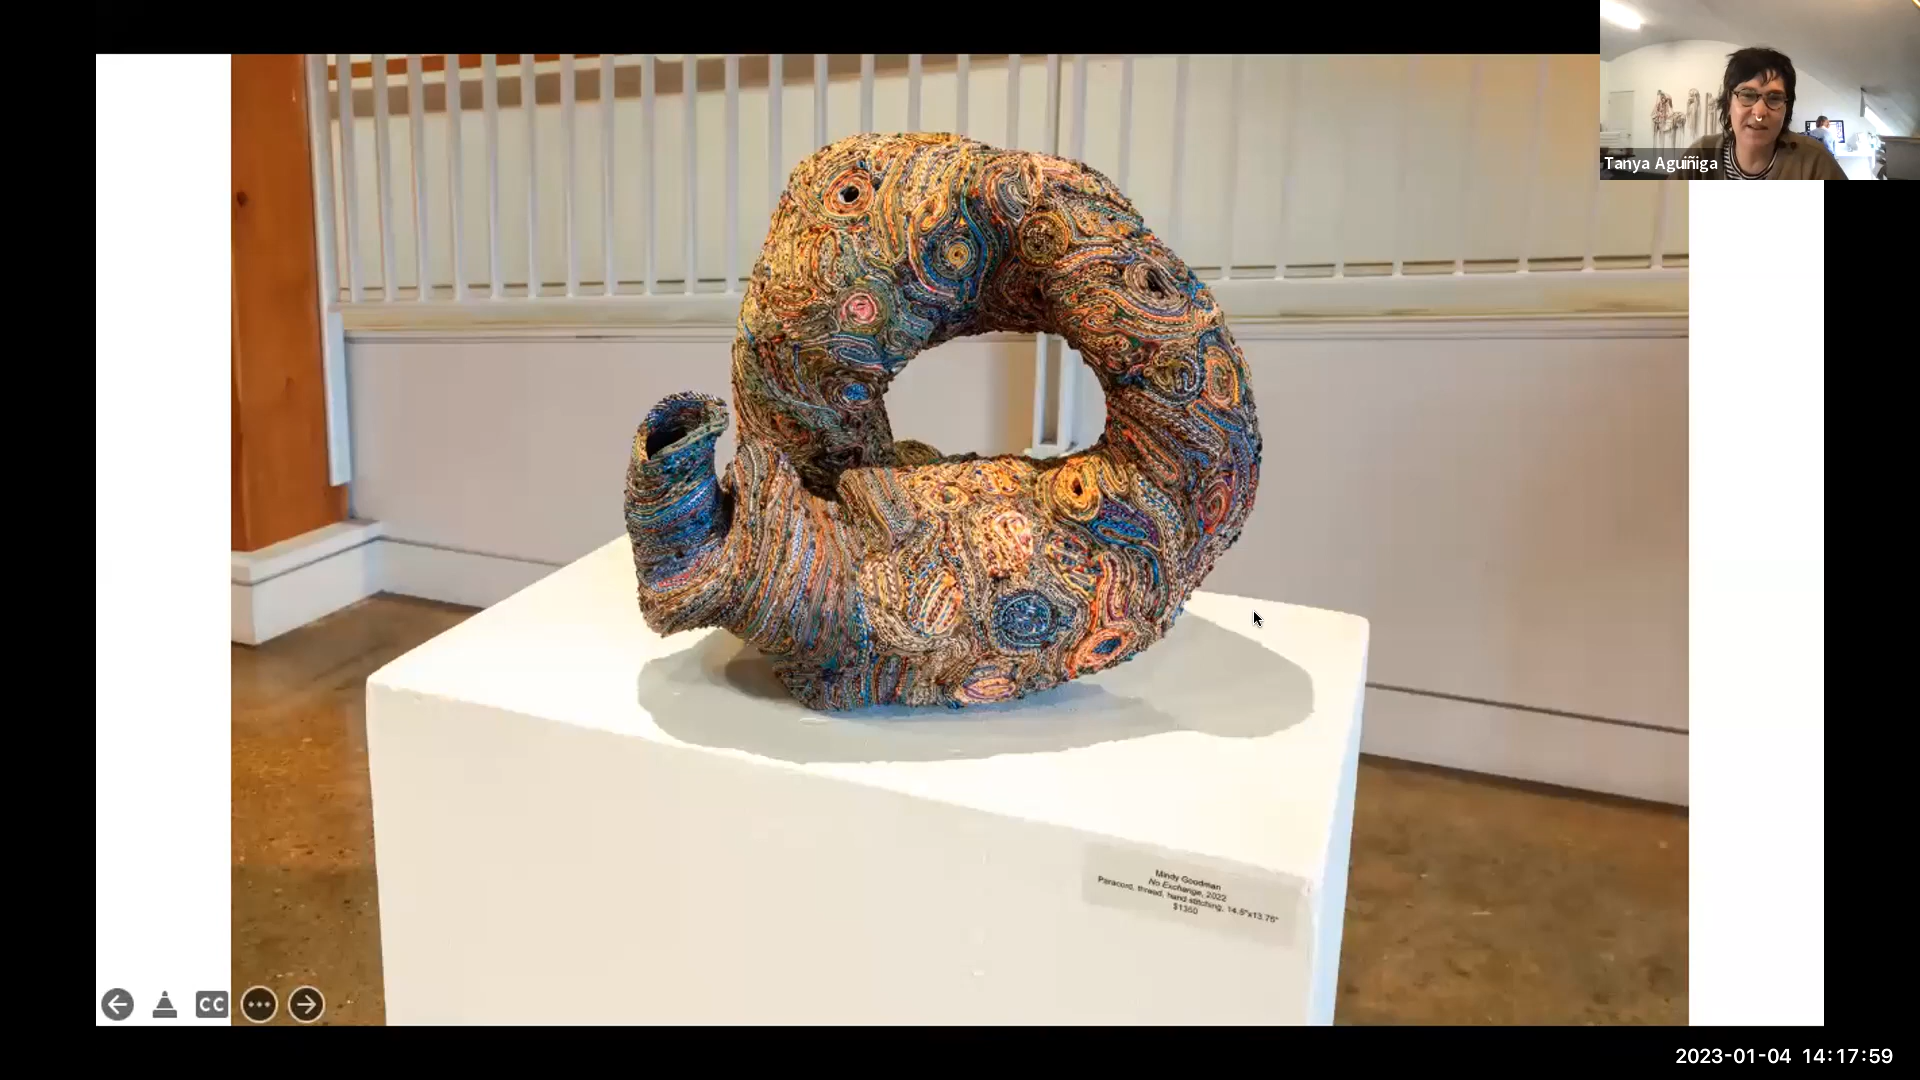 Tanya Aguiñiga
Mindy Goodman
No Exchange, 2022
Paracord, thread, hand stitching, 14.5"x13.75"
$1350
CC
2023-01-04 14:17:59